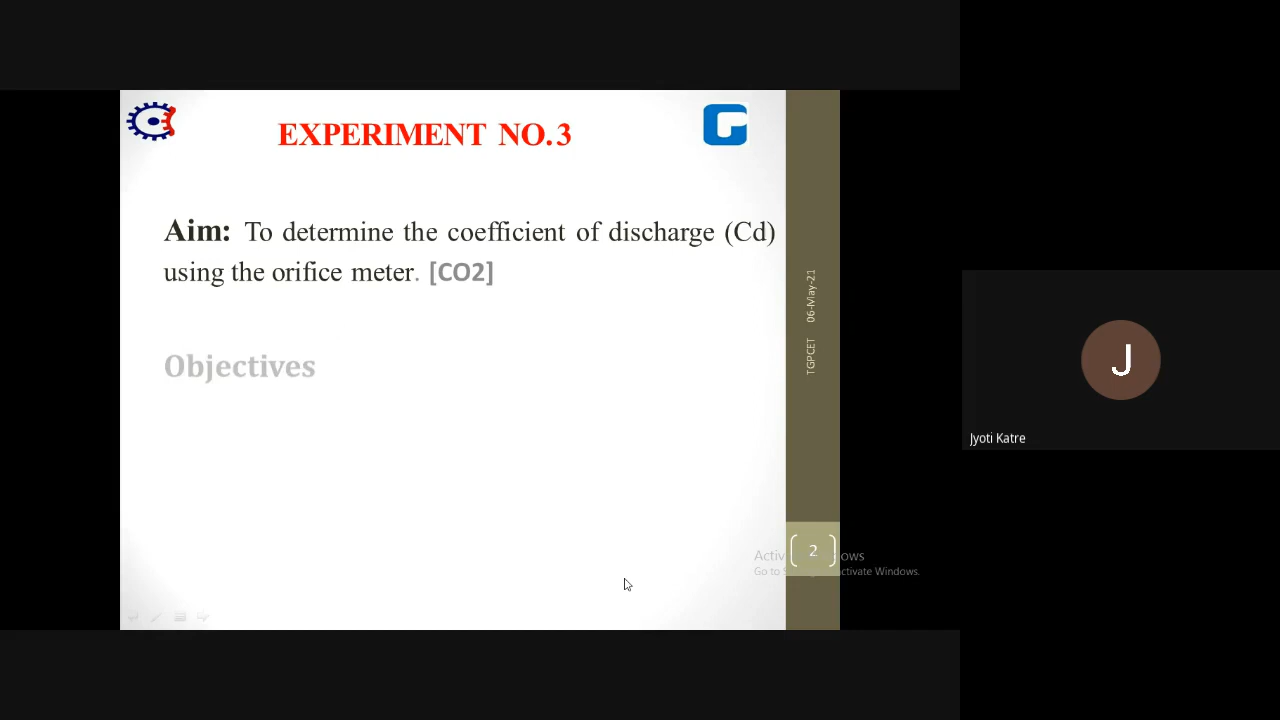 EXPERIMENT NO.3
Aim: To determine the coefficient of discharge (Cd)
using the orifice meter. [CO2]
Objectives
TGPCET 06-May-21
2
J
Jyoti Katre